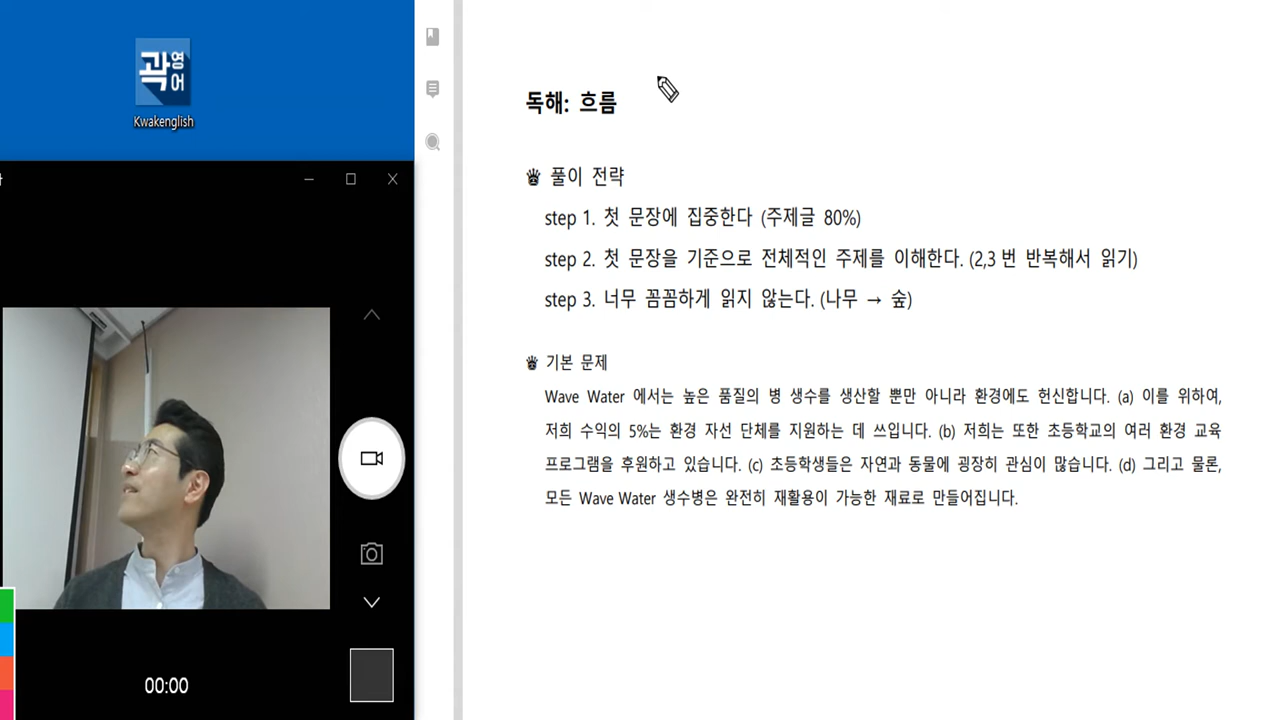 곽영어
Kwakenglish
00:00
독해: 흐름
풀이 전략
step 1. 첫 문장에 집중한다 (주제글 80%)
step 2. 첫 문장을 기준으로 전체적인 주제를 이해한다. (2,3 번 반복해서 읽기)
step 3. 너무 꼼꼼하게 읽지 않는다. (나무 → 숲)
기본 문제
Wave Water 에서는 높은 품질의 병 생수를 생산할 뿐만 아니라 환경에도 헌신합니다. (a) 이를 위하여,
저희 수익의 5%는 환경 자선 단체를 지원하는 데 쓰입니다. (b) 저희는 또한 초등학교의 여러 환경 교육
프로그램을 후원하고 있습니다. (c) 초등학생들은 자연과 동물에 굉장히 관심이 많습니다. (d) 그리고 물론,
모든 Wave Water 생수병은 완전히 재활용이 가능한 재료로 만들어집니다.